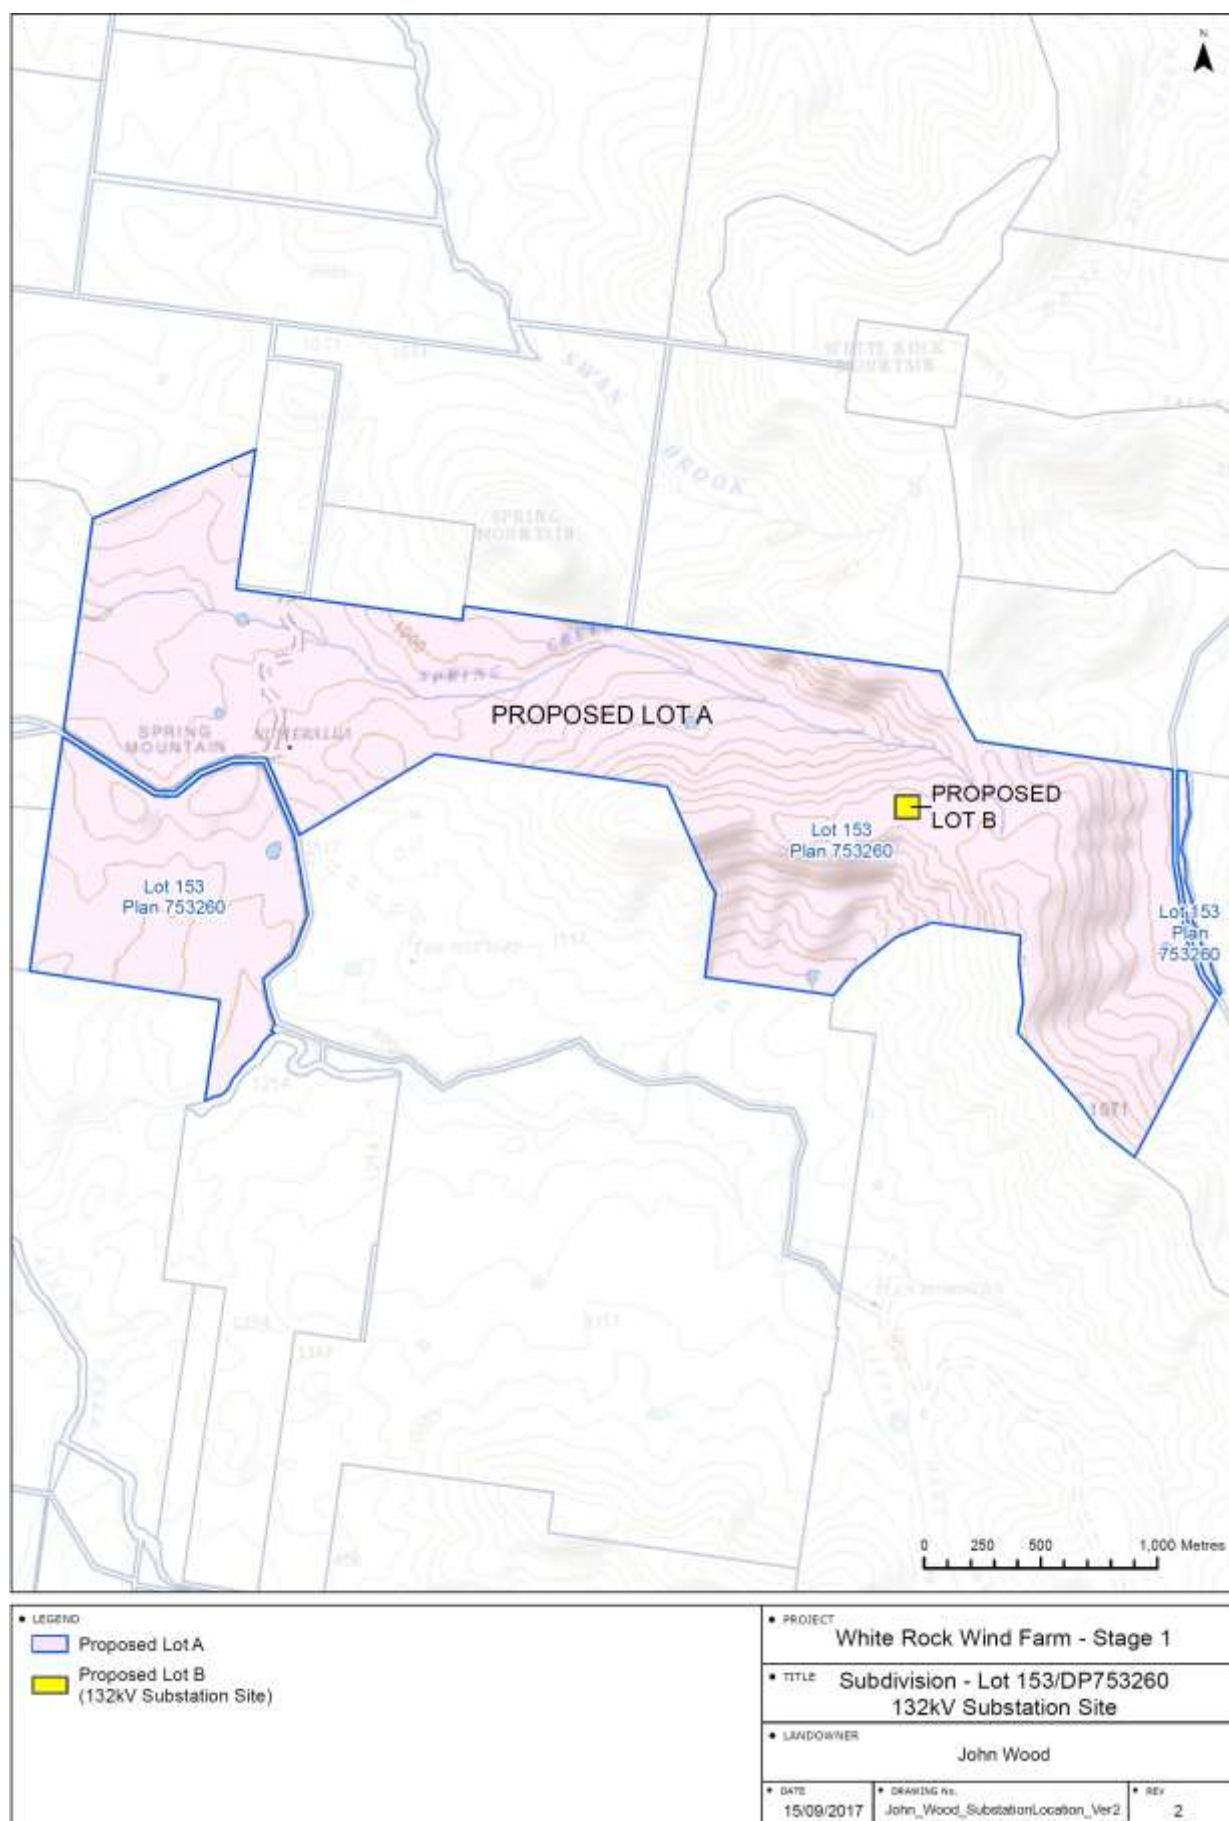 N
1071
1071
SWAN
BROOK
WHITE ROCK
MOUNTAIN
SPRING
MOUNTAIN
1000
SPRING
CREEK
PROPOSED LOT A
SPRING
MOUNTAIN
PROPOSED
LOT B
Lot 153
Plan 753260
Lot 153
Plan 753260
Lot 153
Plan
753260
1254
1071
0 250 500 1,000 Metres
LEGEND
Proposed Lot A
Proposed Lot B
(132kV Substation Site)
PROJECT
White Rock Wind Farm - Stage 1
TITLE
Subdivision - Lot 153/DP753260
132kV Substation Site
LANDOWNER
John Wood
DATE
15/09/2017
DRAWING No.
John_Wood_SubstationLocation_Ver2
REV
2